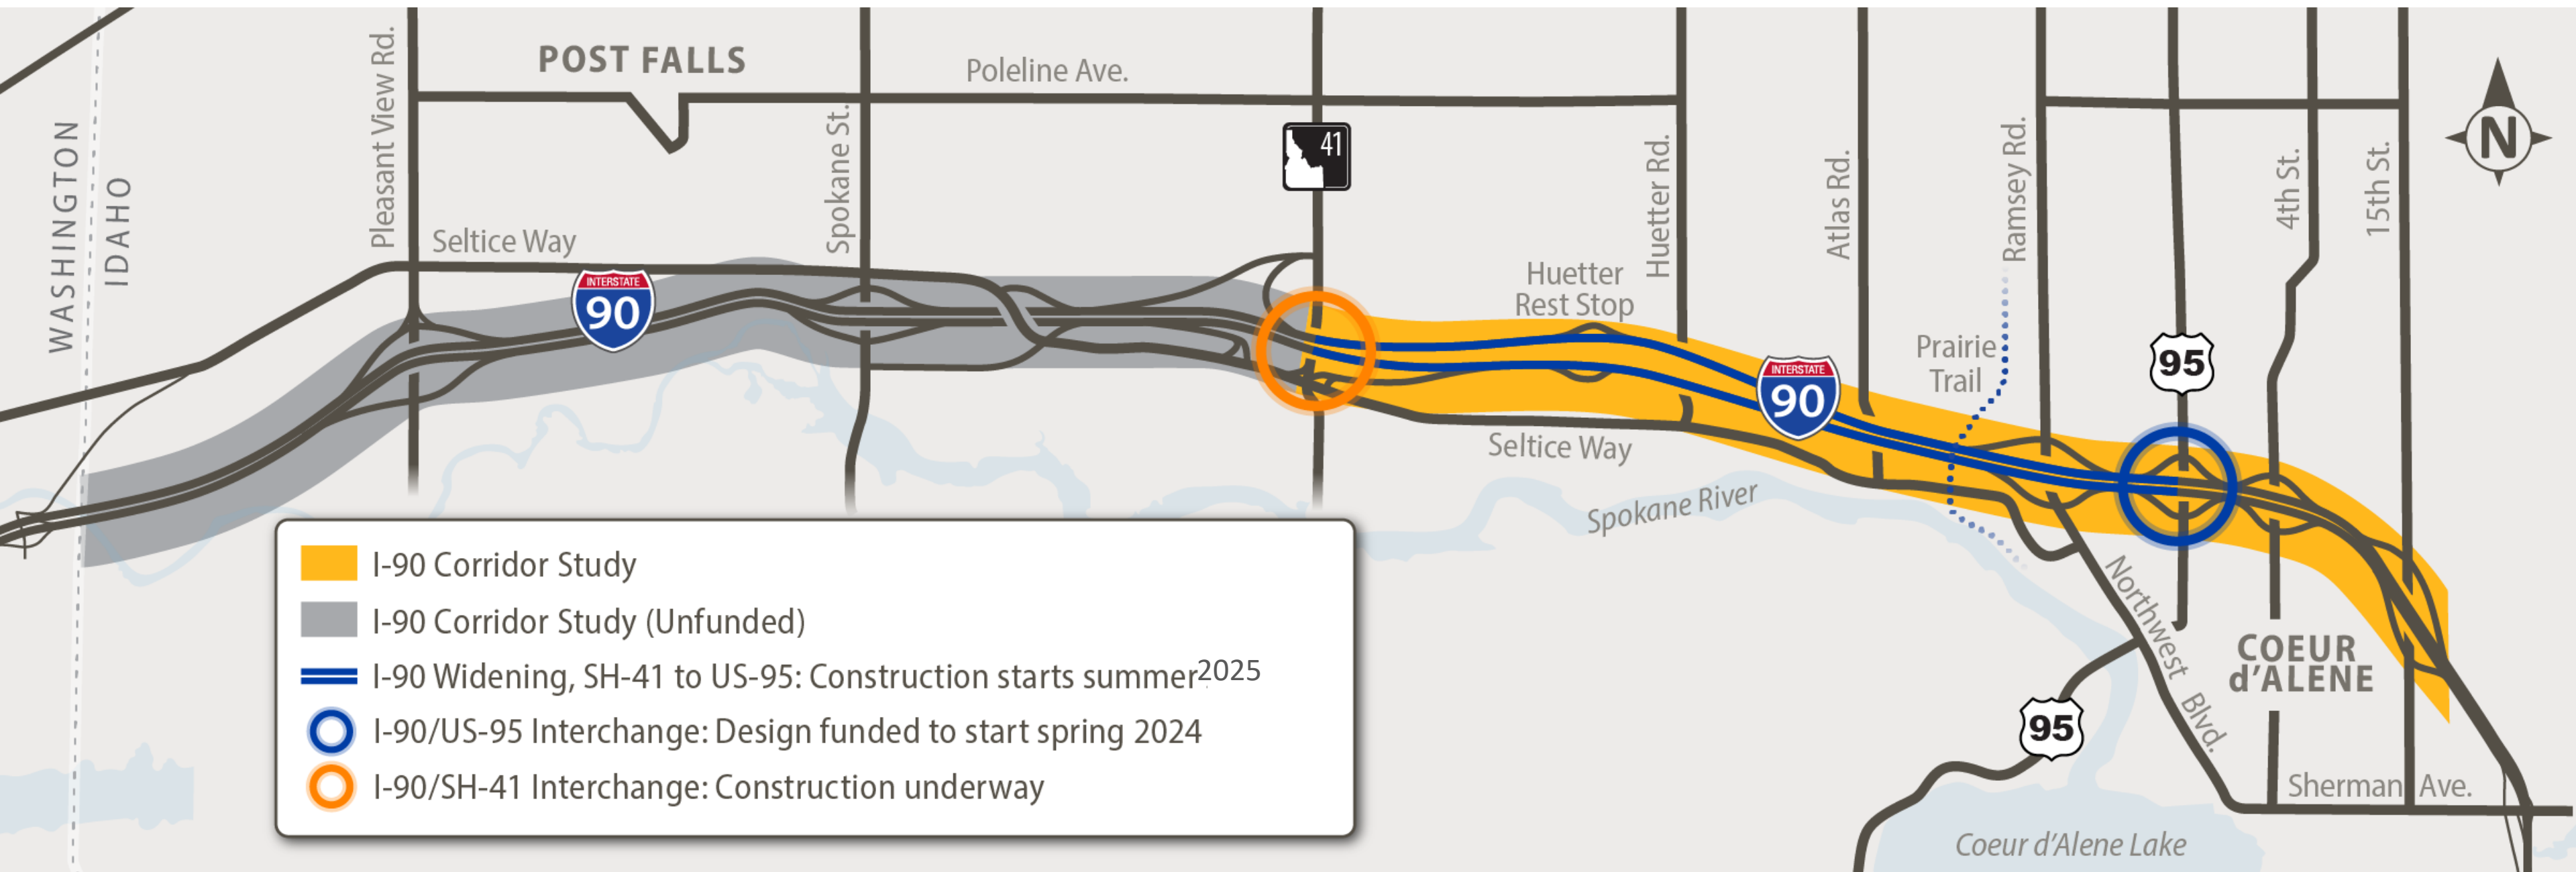 WASHINGTON
IDAHO
Pleasant View Rd.
POST FALLS
Seltice Way
INTERSTATE
90
Spokane St.
Poleline Ave.
41
Huetter
Rest Stop
Huetter Rd.
Seltice Way
Spokane River
INTERSTATE
90
Atlas Rd.
Prairie
Trail
Ramsey Rd.
95
4th St.
15th St.
N
Northwest Blvd.
COEUR
d'ALENE
95
Sherman Ave.
Coeur d'Alene Lake
I-90 Corridor Study
I-90 Corridor Study (Unfunded)
I-90 Widening, SH-41 to US-95: Construction starts summer 2025
I-90/US-95 Interchange: Design funded to start spring 2024
I-90/SH-41 Interchange: Construction underway